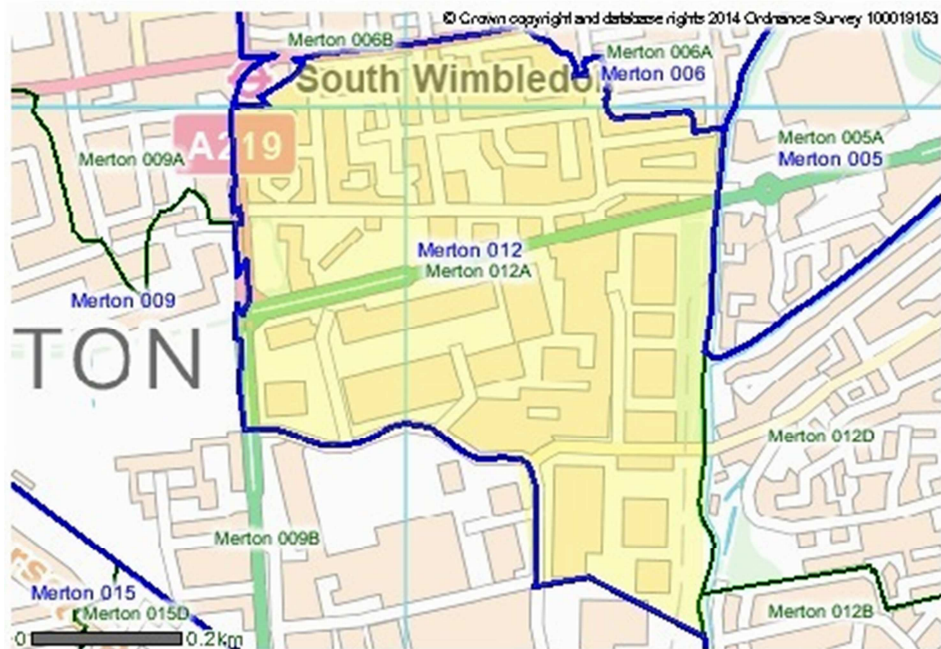 © Crown copyright and database rights 2014 Ordnance Survey 100019153
Merton 006B
Merton 006A
Merton 006
South Wimbledon
A219
Merton 009A
Merton 005A
Merton 005
Merton 012
Merton 012A
Merton 009
TON
Merton 012D
Merton 009B
Merton 015
Merton 015D
Merton 012B
0 0.2km